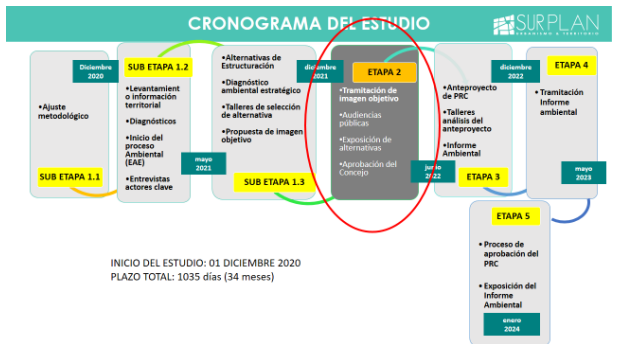 CRONOGRAMA DEL ESTUDIO
SURPLAN
URBANISMO & TERRITORIO
Diciembre
2020
• Ajuste
metodológico
SUB ETAPA 1.1
SUB ETAPA 1.2
• Levantamient
o información
territorial
• Diagnósticos
• Inicio del
proceso
Ambiental
(EAE)
• Entrevistas
actores clave
mayo
2021
• Alternativas de
Estructuración
• Diagnóstico
ambiental estratégico
• Talleres de selección
de alternativa
• Propuesta de imagen
objetivo
SUB ETAPA 1.3
diciembre
2021
ETAPA 2
• Tramitación de
imagen objetivo
• Audiencias
públicas
• Exposición de
alternativas
• Aprobación del
Concejo
junio
2022
• Anteproyecto
de PRC
• Talleres
análisis del
anteproyecto
• Informe
Ambiental
ETAPA 3
diciembre
2022
ETAPA 4
• Tramitación
Informe
ambiental
mayo
2023
ETAPA 5
• Proceso de
aprobación del
PRC
• Exposición del
Informe
Ambiental
enero
2024
INICIO DEL ESTUDIO: 01 DICIEMBRE 2020
PLAZO TOTAL: 1035 días (34 meses)